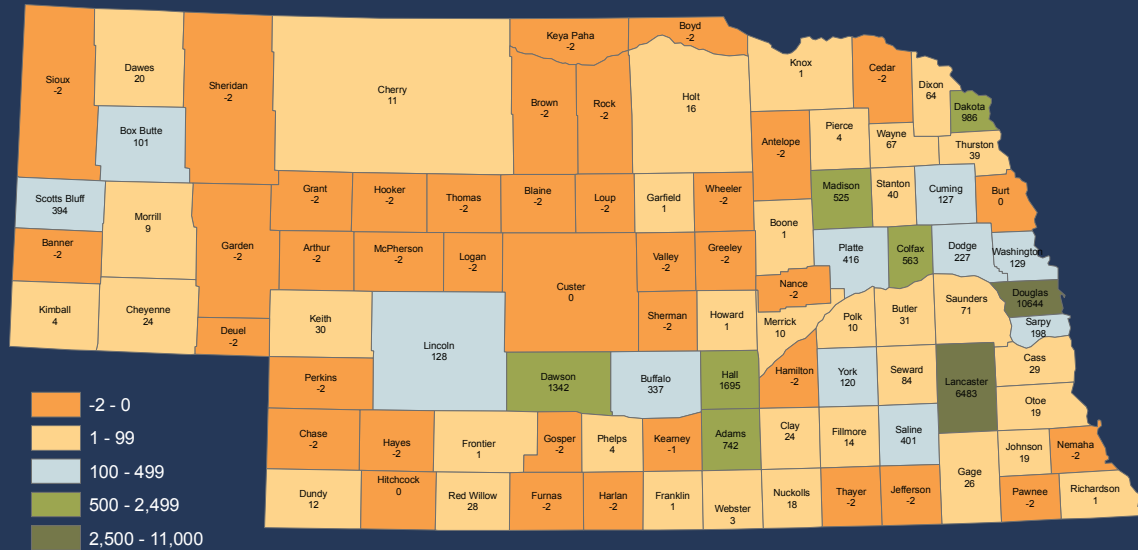 Sioux
-2
Dawes
20
Box Butte
101
Sheridan
-2
Cherry
11
Keya Paha
-2
Boyd
-2
Brown
-2
Rock
-2
Holt
16
Knox
1
Cedar
-2
Dixon
64
Dakota
986
Antelope
-2
Pierce
4
Wayne
67
Thurston
39
Scotts Bluff
394
Morrill
9
Garden
-2
Grant
-2
Hooker
-2
Thomas
-2
Blaine
-2
Loup
-2
Garfield
1
Wheeler
-2
Madison
525
Stanton
40
Cuming
127
Burt
0
Banner
-2
Arthur
-2
McPherson
-2
Logan
-2
Custer
0
Valley
-2
Greeley
-2
Boone
1
Platte
416
Colfax
563
Dodge
227
Washington
129
Kimball
4
Cheyenne
24
Deuel
-2
Keith
30
Lincoln
128
Sherman
-2
Howard
1
Nance
-2
Merrick
10
Polk
10
Butler
31
Saunders
71
Douglas
10644
Sarpy
198
Perkins
-2
Dawson
1342
Buffalo
337
Hall
1695
Hamilton
-2
York
120
Seward
84
Lancaster
6483
Cass
29
Otoe
19
Chase
-2
Hayes
-2
Frontier
1
Gosper
-2
Phelps
4
Kearney
-1
Adams
742
Clay
24
Fillmore
14
Saline
401
Johnson
19
Nemaha
-2
Dundy
12
Hitchcock
0
Red Willow
28
Furnas
-2
Harlan
-2
Franklin
1
Webster
3
Nuckolls
18
Thayer
-2
Jefferson
-2
Gage
26
Pawnee
-2
Richardson
1
-2 - 0
1 - 99
100 - 499
500 - 2,499
2,500 - 11,000